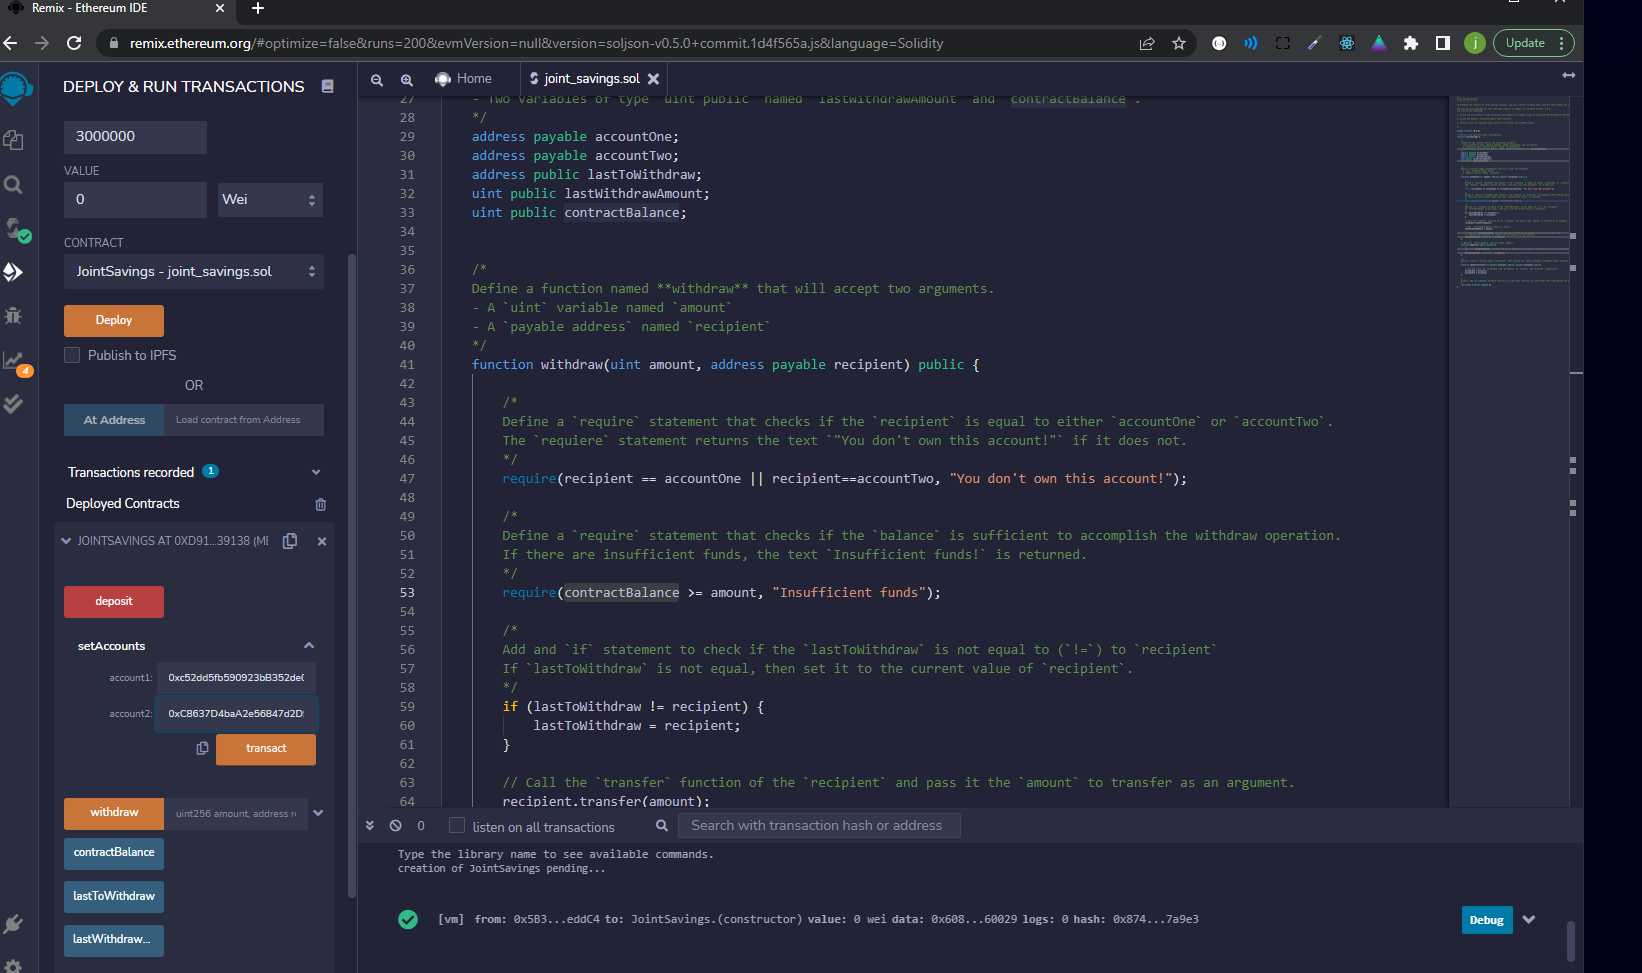 Remix - Ethereum IDE
remix.ethereum.org/#optimize=false&runs=200&evmVersion=null&version=soljson-v0.5.0+commit.1d4f565a.js&language=Solidity
j
Update
DEPLOY & RUN TRANSACTIONS
3000000
VALUE
0
Wei
CONTRACT
JointSavings - joint_savings.sol
Deploy
Publish to IPFS
OR
At Address
Load contract from Address
Transactions recorded 1
Deployed Contracts
JOINTSAVINGS AT 0XD91...39138 (ME
deposit
setAccounts
account1:
0xc52dd5fb590923bB352de0
account2:
0xC8637D4baA2e56847d2D
transact
withdraw
uint256 amount, address r
contractBalance
lastToWithdraw
lastWithdraw...
4
Home
joint_savings.sol
27 - Two variables of type `uint public` named `lastWithdrawAmount` and `contractBalance`.
28 */
29 address payable accountOne;
30 address payable accountTwo;
31 address public lastToWithdraw;
32 uint public lastWithdrawAmount;
33 uint public contractBalance;
34
35
36 /*
37 Define a function named **withdraw** that will accept two arguments.
38 - A `uint` variable named `amount`
39 - A `payable address` named `recipient`
40 */
41 function withdraw(uint amount, address payable recipient) public {
42
43 /*
44 Define a `require` statement that checks if the `recipient` is equal to either `accountOne` or `accountTwo`.
45 The `requiere` statement returns the text `"You don't own this account!"` if it does not.
46 */
47 require(recipient == accountOne || recipient==accountTwo, "You don't own this account!");
48
49 /*
50 Define a `require` statement that checks if the `balance` is sufficient to accomplish the withdraw operation.
51 If there are insufficient funds, the text `Insufficient funds!` is returned.
52 */
53 require(contractBalance >= amount, "Insufficient funds");
54
55 /*
56 Add and `if` statement to check if the `lastToWithdraw` is not equal to (`!=`) to `recipient`
57 If `lastToWithdraw` is not equal, then set it to the current value of `recipient`.
58 */
59 if (lastToWithdraw != recipient) {
60 lastToWithdraw = recipient;
61 }
62
63 // Call the `transfer` function of the `recipient` and pass it the `amount` to transfer as an argument.
64 recipient.transfer(amount);
0
listen on all transactions
Search with transaction hash or address
Type the library name to see available commands.
creation of JointSavings pending...
[vm] from: 0x5B3...eddC4 to: JointSavings.(constructor) value: 0 wei data: 0x608...60029 logs: 0 hash: 0x874...7a9e3
Debug